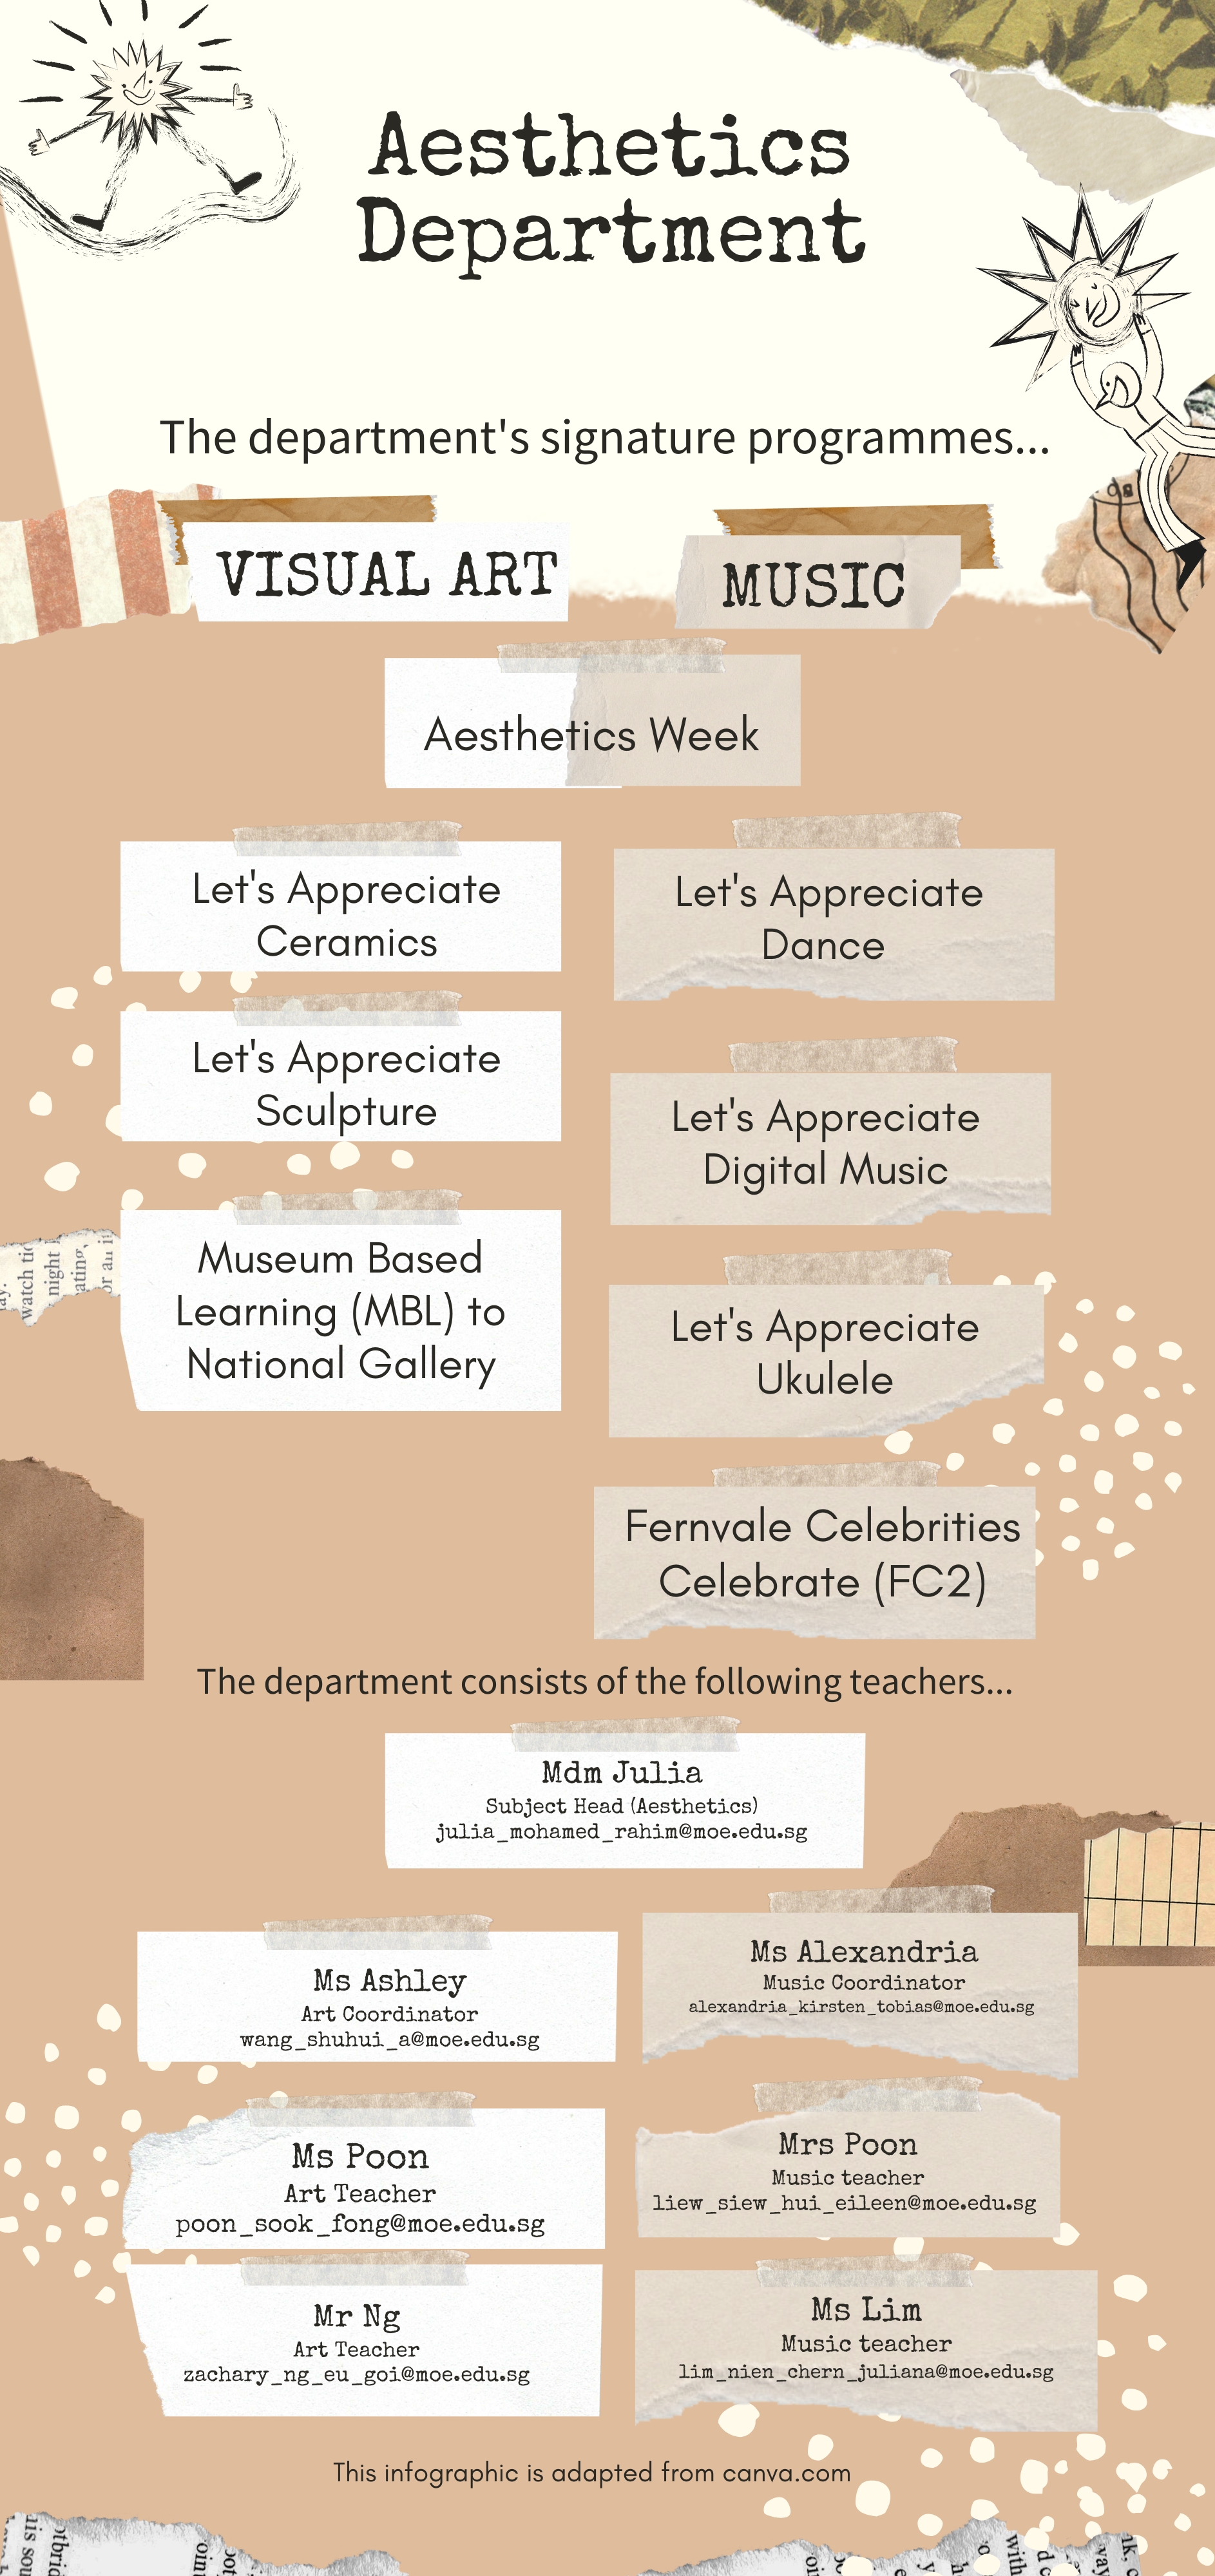 Aesthetics
Department
The department's signature programmes...
VISUAL ART
MUSIC
Aesthetics Week
Let's Appreciate
Ceramics
Let's Appreciate
Sculpture
Museum Based
Learning (MBL) to
National Gallery
Let's Appreciate
Dance
Let's Appreciate
Digital Music
Let's Appreciate
Ukulele
Fernvale Celebrities
Celebrate (FC2)
watch
night
ating,
or
The department consists of the following teachers...
Mdm Julia
Subject Head (Aesthetics)
julia_mohamed_rahim@moe.edu.sg
Ms Ashley
Art Coordinator
wang_shuhui_a@moe.edu.sg
Ms Alexandria
Music Coordinator
alexandria_kirsten_tobias@moe.edu.sg
Ms Poon
Art Teacher
poon_sook_fong@moe.edu.sg
Mrs Poon
Music teacher
liew_siew_hui_eileen@moe.edu.sg
Mr Ng
Art Teacher
zachary_ng_eu_goi@moe.edu.sg
Ms Lim
Music teacher
lim_nien_chern_juliana@moe.edu.sg
This infographic is adapted from canva.com
with